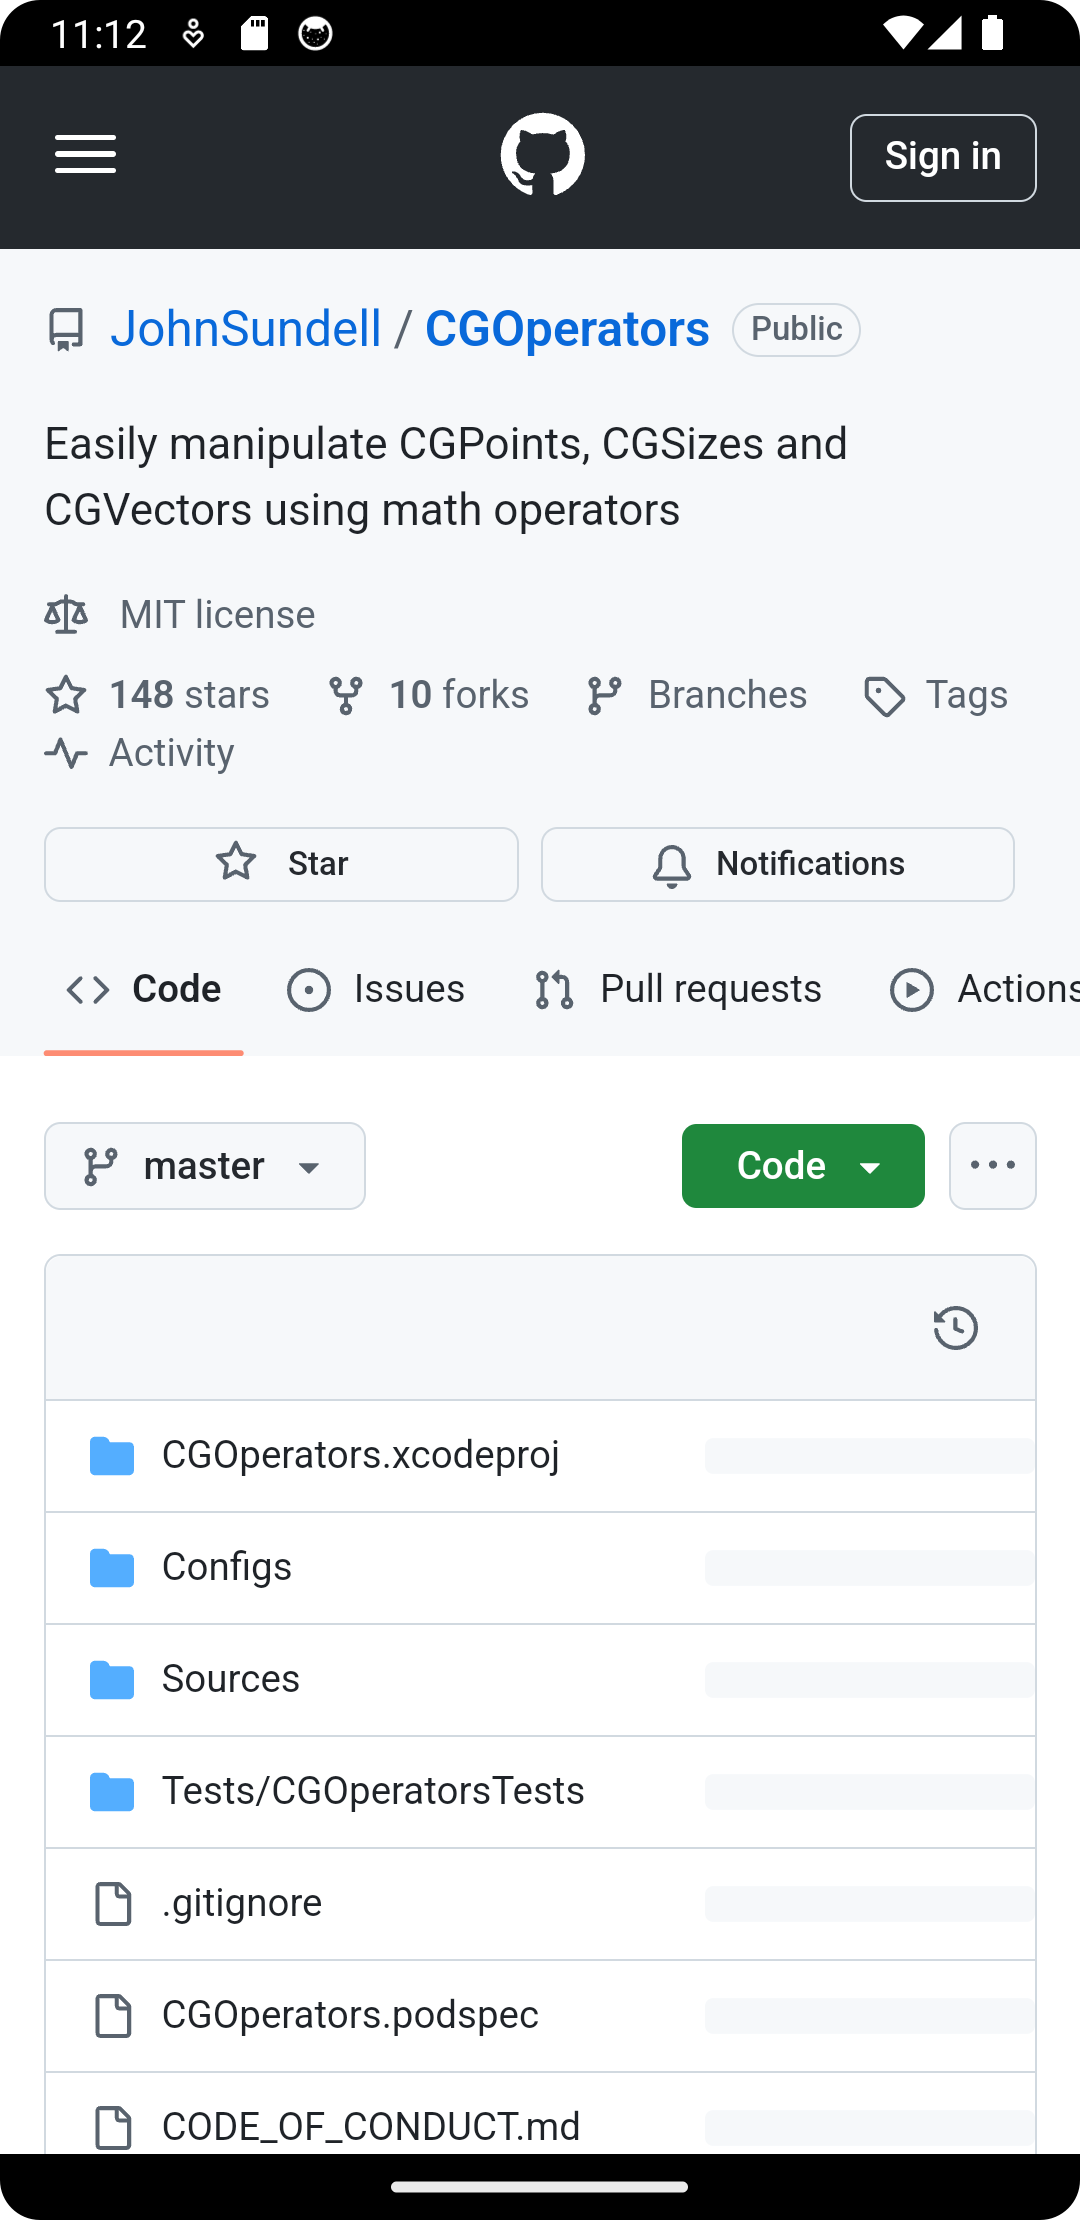 11:12
Sign in
JohnSundell / CGOperators Public
Easily manipulate CGPoints, CGSizes and
CGVectors using math operators
MIT license
148 stars 10 forks Branches Tags
Activity
Star Notifications
Code Issues Pull requests Actions
master Code
CGOperators.xcodeproj
Configs
Sources
Tests/CGOperatorsTests
.gitignore
CGOperators.podspec
CODE_OF_CONDUCT.md